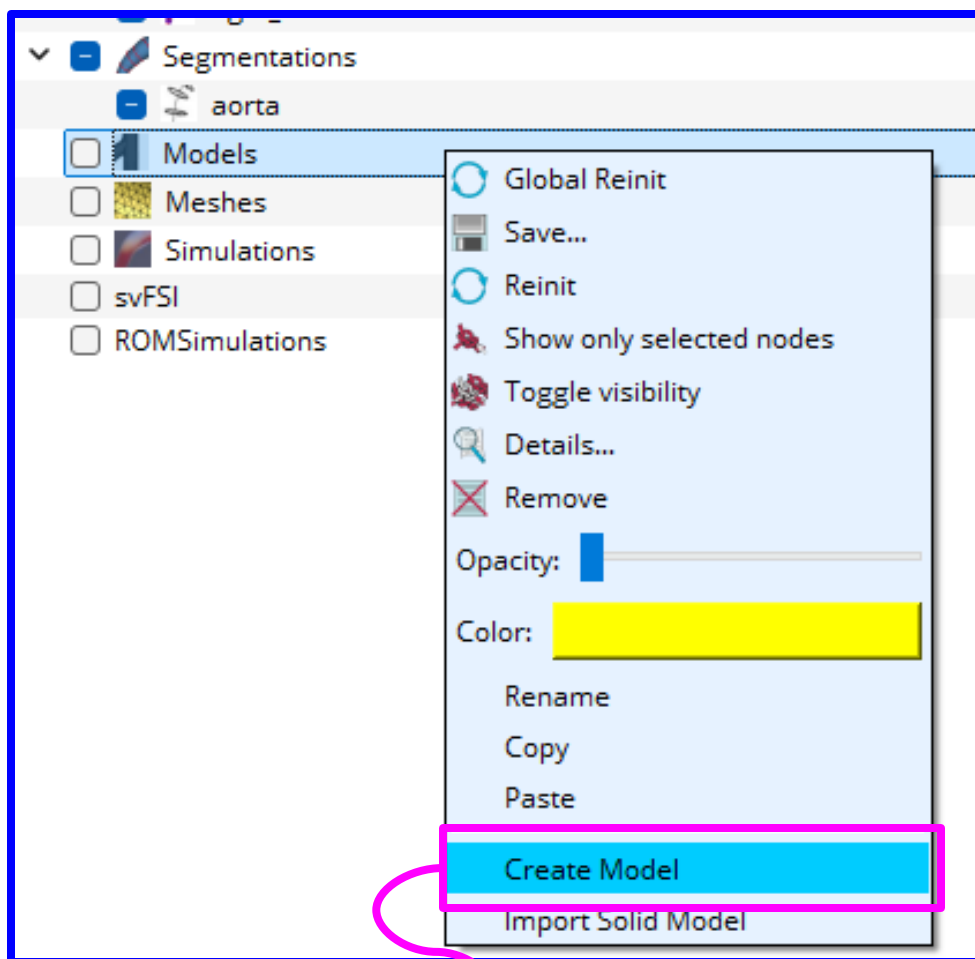 Segmentations
aorta
Models
Meshes
Simulations
svFSI
ROMSimulations
Global Reinit
Save...
Reinit
Show only selected nodes
Toggle visibility
Details...
Remove
Opacity:
Color:
Rename
Copy
Paste
Create Model
Import Solid Model